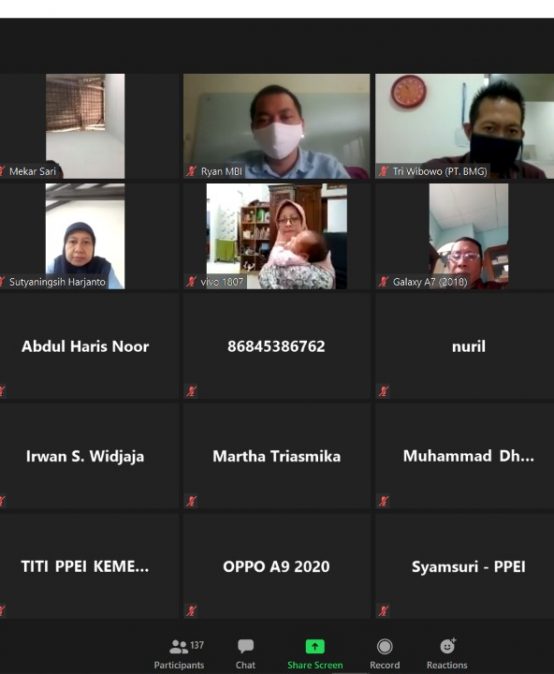 Mekar Sari
Ryan MBI
Tri Wibowo (PT. BMG)
Sutyaningsih Harjanto
vivo 1807
Galaxy A7 (2018)
Abdul Haris Noor
86845386762
nuril
Irwan S. Widjaja
Martha Triasmika
Muhammad Dh...
TITI PPEI KEME...
OPPO A9 2020
Syamsuri - PPEI
137
Participants
Chat
Share Screen
Record
Reactions